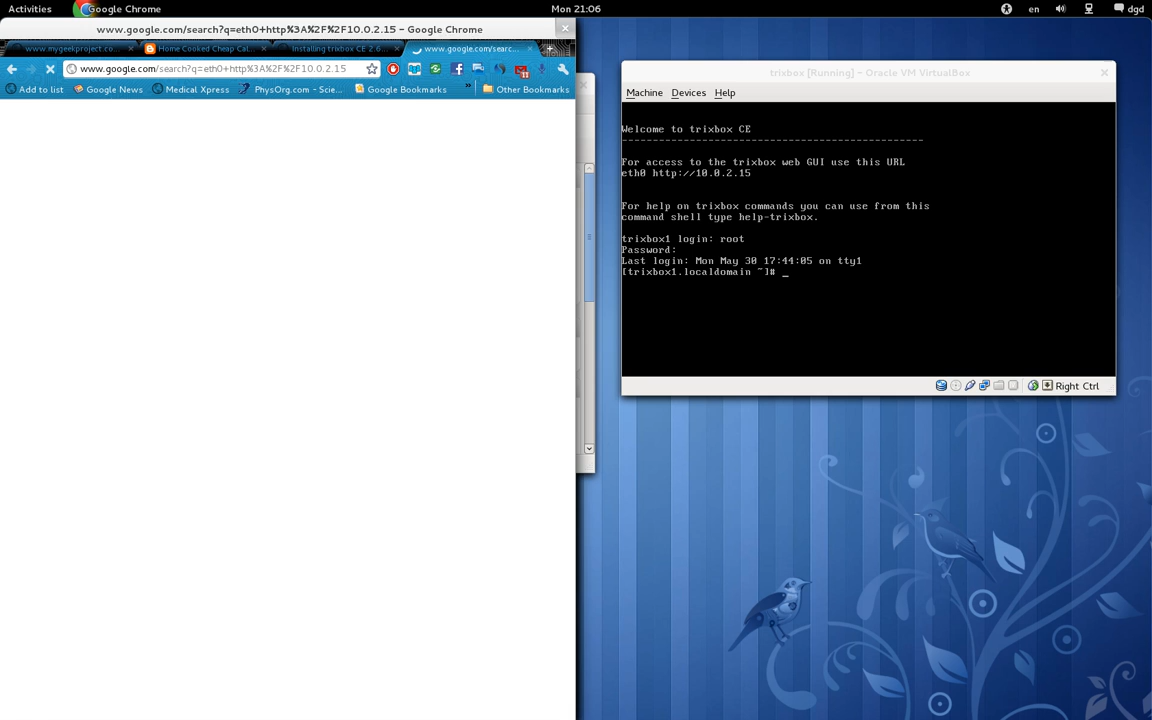 Activities
Google Chrome
Mon 21:06
en
dgd
www.google.com/search?q=eth0+http%3A%2F%2F10.0.2.15 - Google Chrome
www.mygeekproject.co...
Home Cooked Cheap Cal...
Installing trixbox CE 2.6...
www.google.com/searc...
www.google.com/search?q=eth0+http%3A%2F%2F10.0.2.15
11
Add to list
Google News
Medical Xpress
PhysOrg.com - Scie...
Google Bookmarks
»
Other Bookmarks
trixbox [Running] - Oracle VM VirtualBox
Machine Devices Help
Welcome to trixbox CE
-------------------------------------------------
For access to the trixbox web GUI use this URL
eth0 http://10.0.2.15
For help on trixbox commands you can use from this
command shell type help-trixbox.
trixbox1 login: root
Password:
Last login: Mon May 30 17:44:05 on tty1
[trixbox1.localdomain ~]# _
Right Ctrl